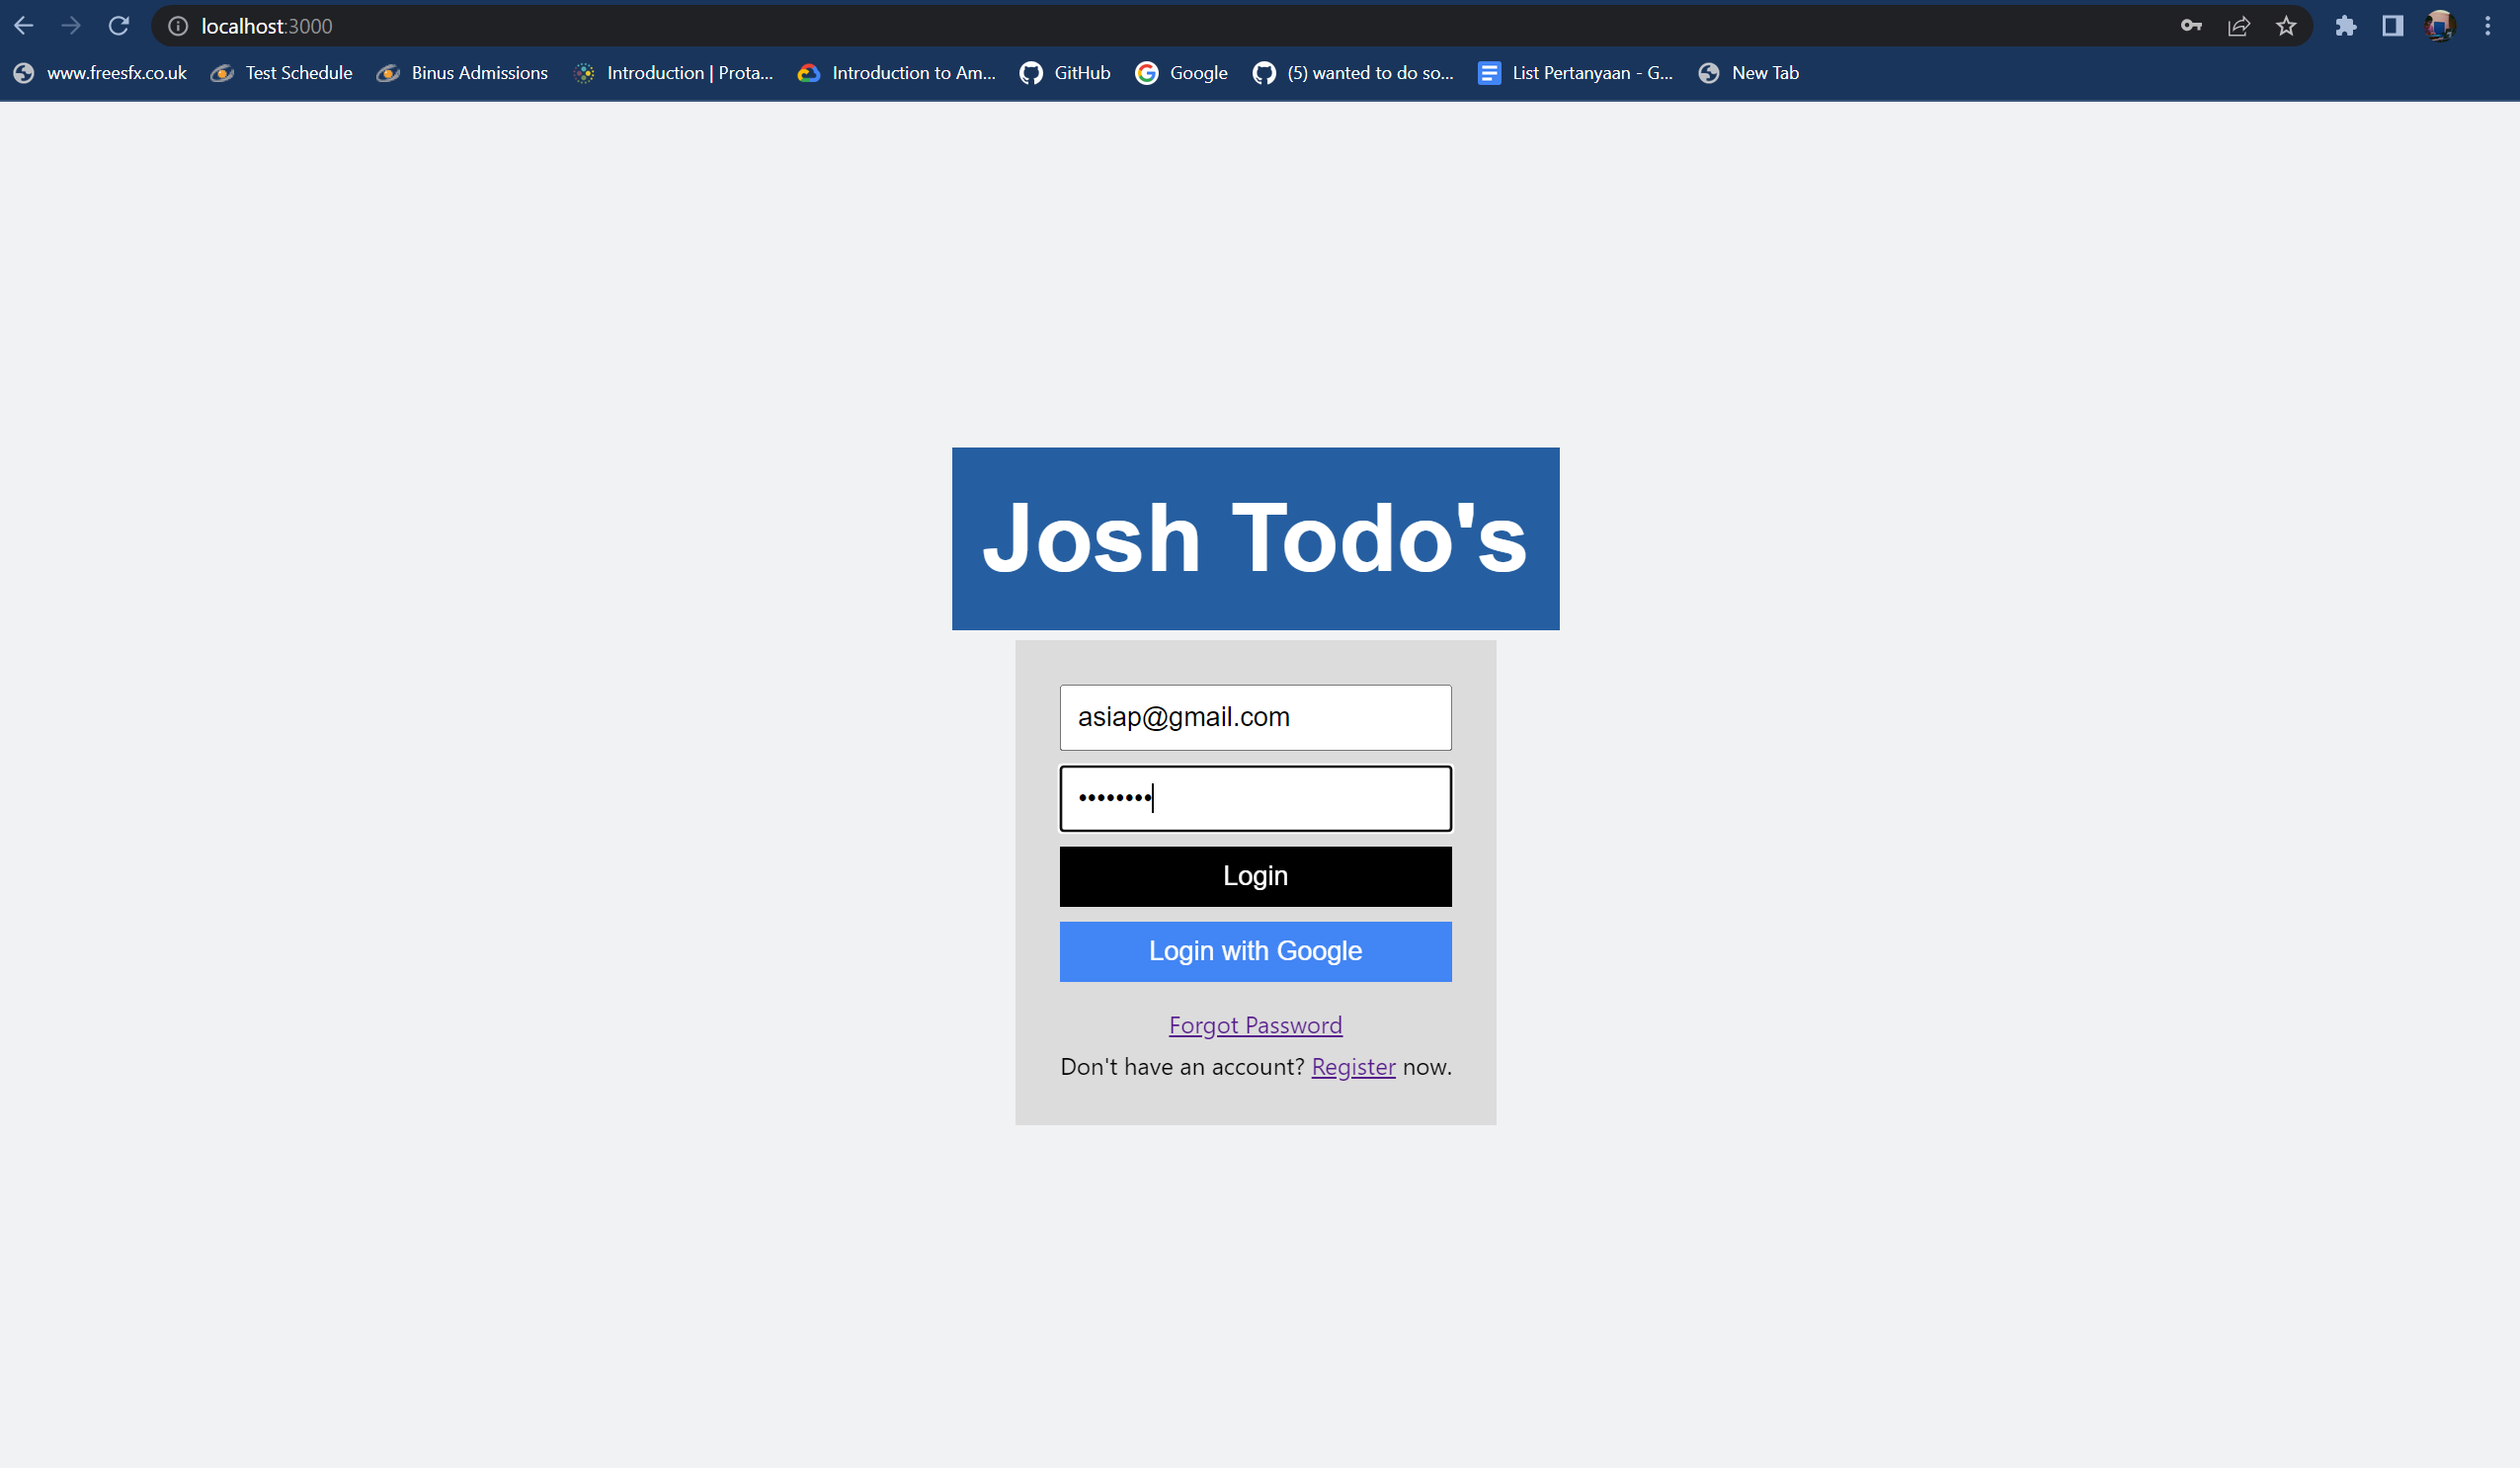 localhost:3000
www.freesfx.co.uk Test Schedule Binus Admissions Introduction | Prota... Introduction to Am... GitHub Google (5) wanted to do so... List Pertanyaan - G... New Tab
Josh Todo's
asiap@gmail.com
••••••••
Login
Login with Google
Forgot Password
Don't have an account? Register now.